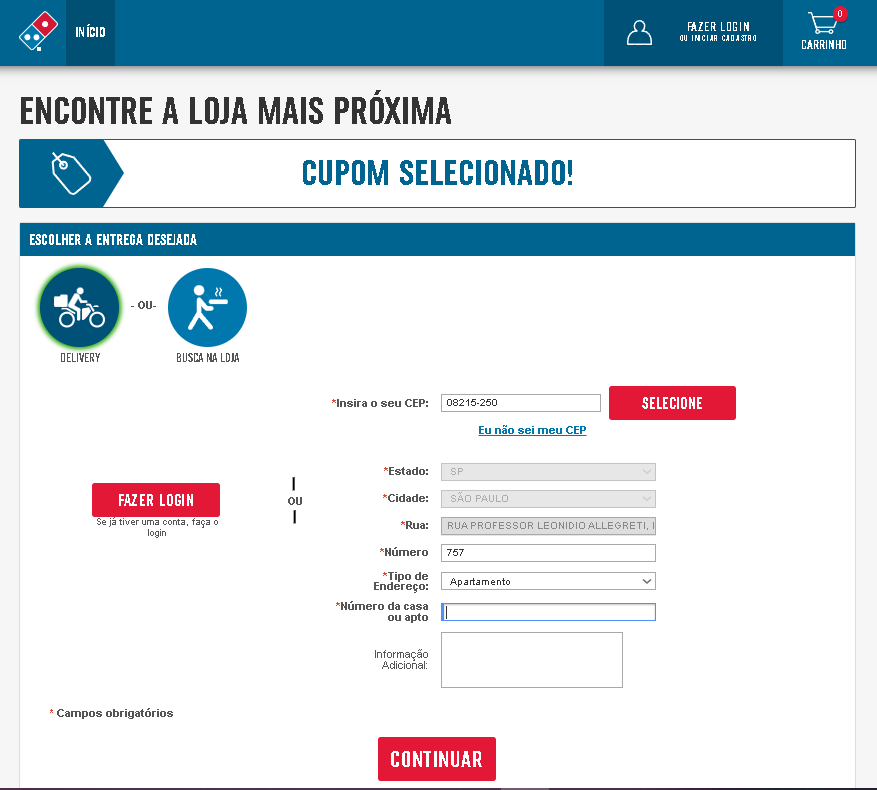 INÍCIO
FAZER LOGIN
OU INICIAR CADASTRO
0
CARRINHO
ENCONTRE A LOJA MAIS PRÓXIMA
CUPOM SELECIONADO!
ESCOLHER A ENTREGA DESEJADA
- OU-
DELIVERY
BUSCA NA LOJA
*Insira o seu CEP:
08215-250
SELECIONE
Eu não sei meu CEP
*Estado:
SP
*Cidade:
SÃO PAULO
*Rua:
RUA PROFESSOR LEONIDIO ALLEGRETI,
*Número
757
*Tipo de
Endereço:
Apartamento
*Número da casa
ou apto
Informação
Adicional:
FAZER LOGIN
Se já tiver uma conta, faça o
login
OU
* Campos obrigatórios
CONTINUAR